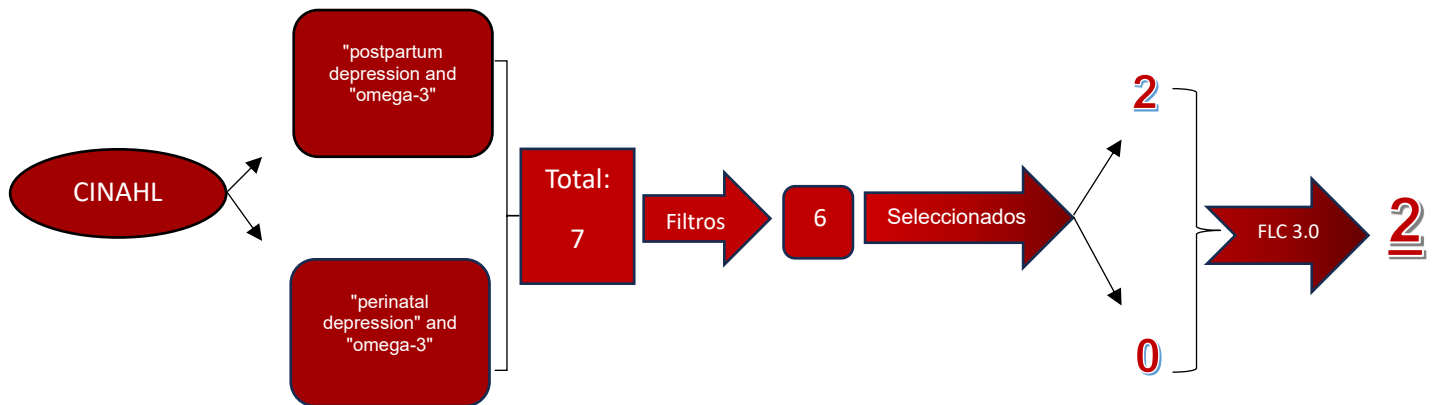 CINAHL
"postpartum
depression and
"omega-3"
"perinatal
depression" and
"omega-3"
Total:
7
Filtros
6
Seleccionados
2
0
FLC 3.0
2